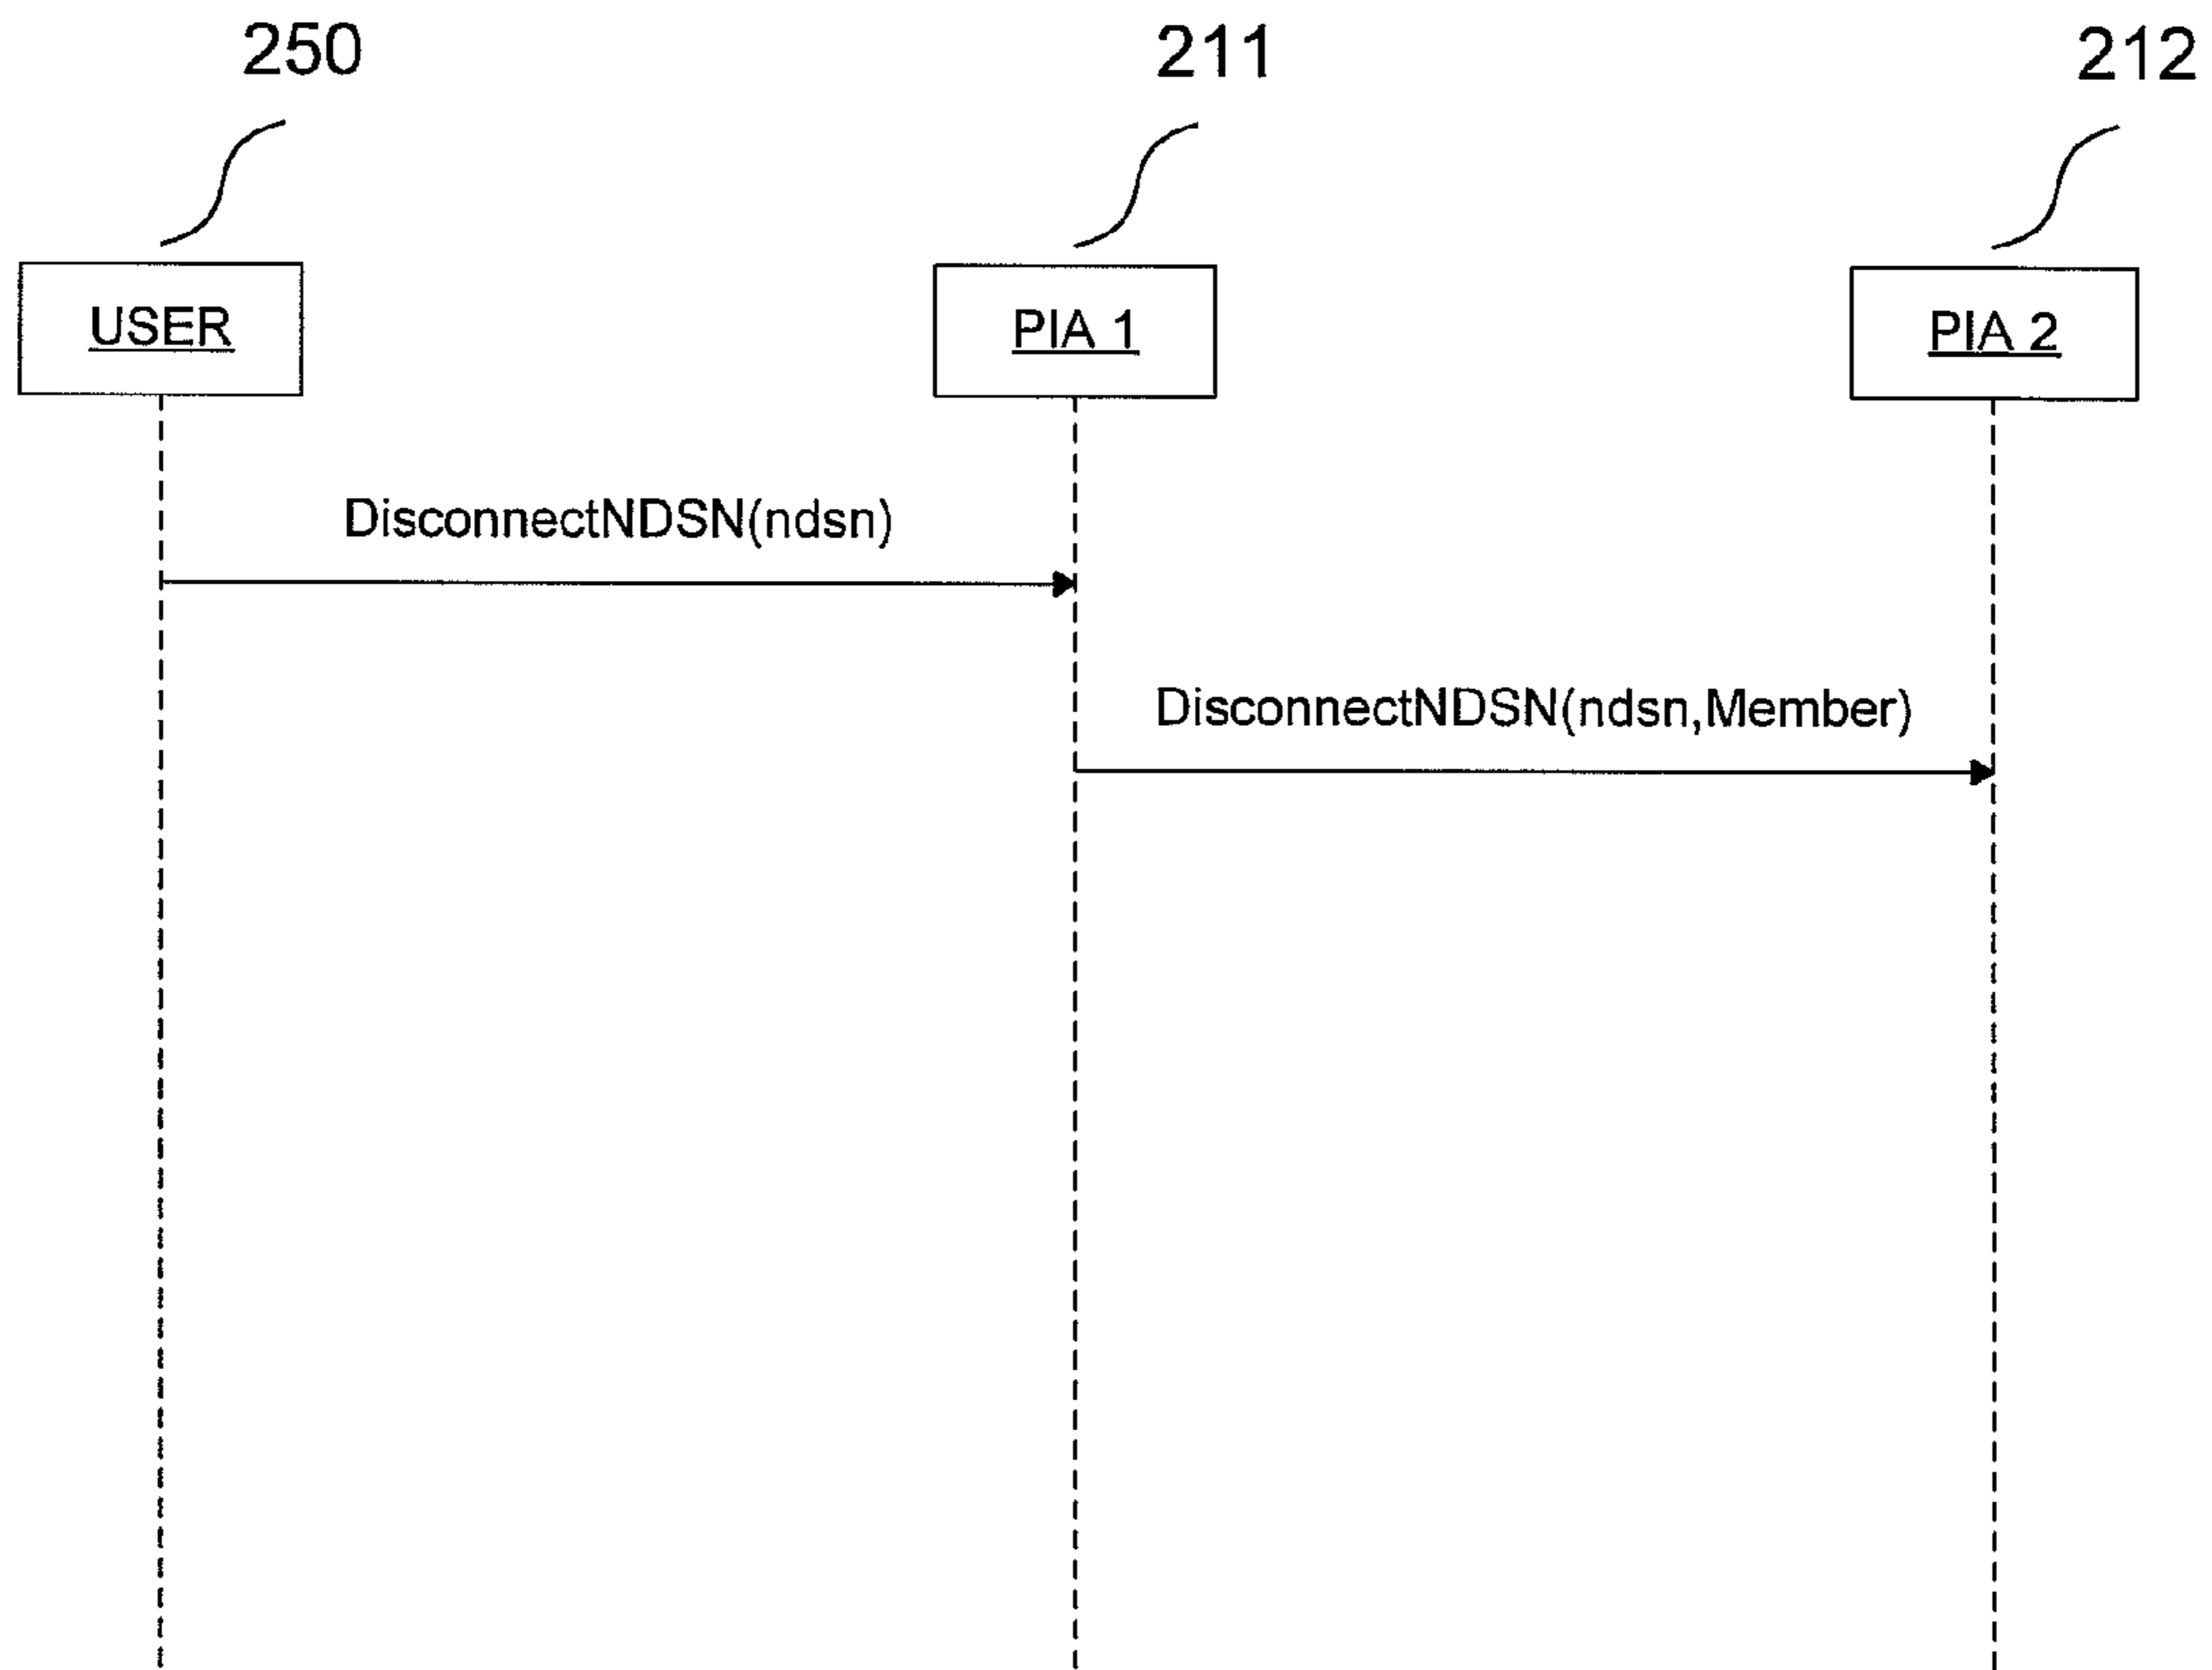 250
211
212
USER
PIA 1
PIA 2
DisconnectNDSN(ndsn)
DisconnectNDSN(ndsn,Member)